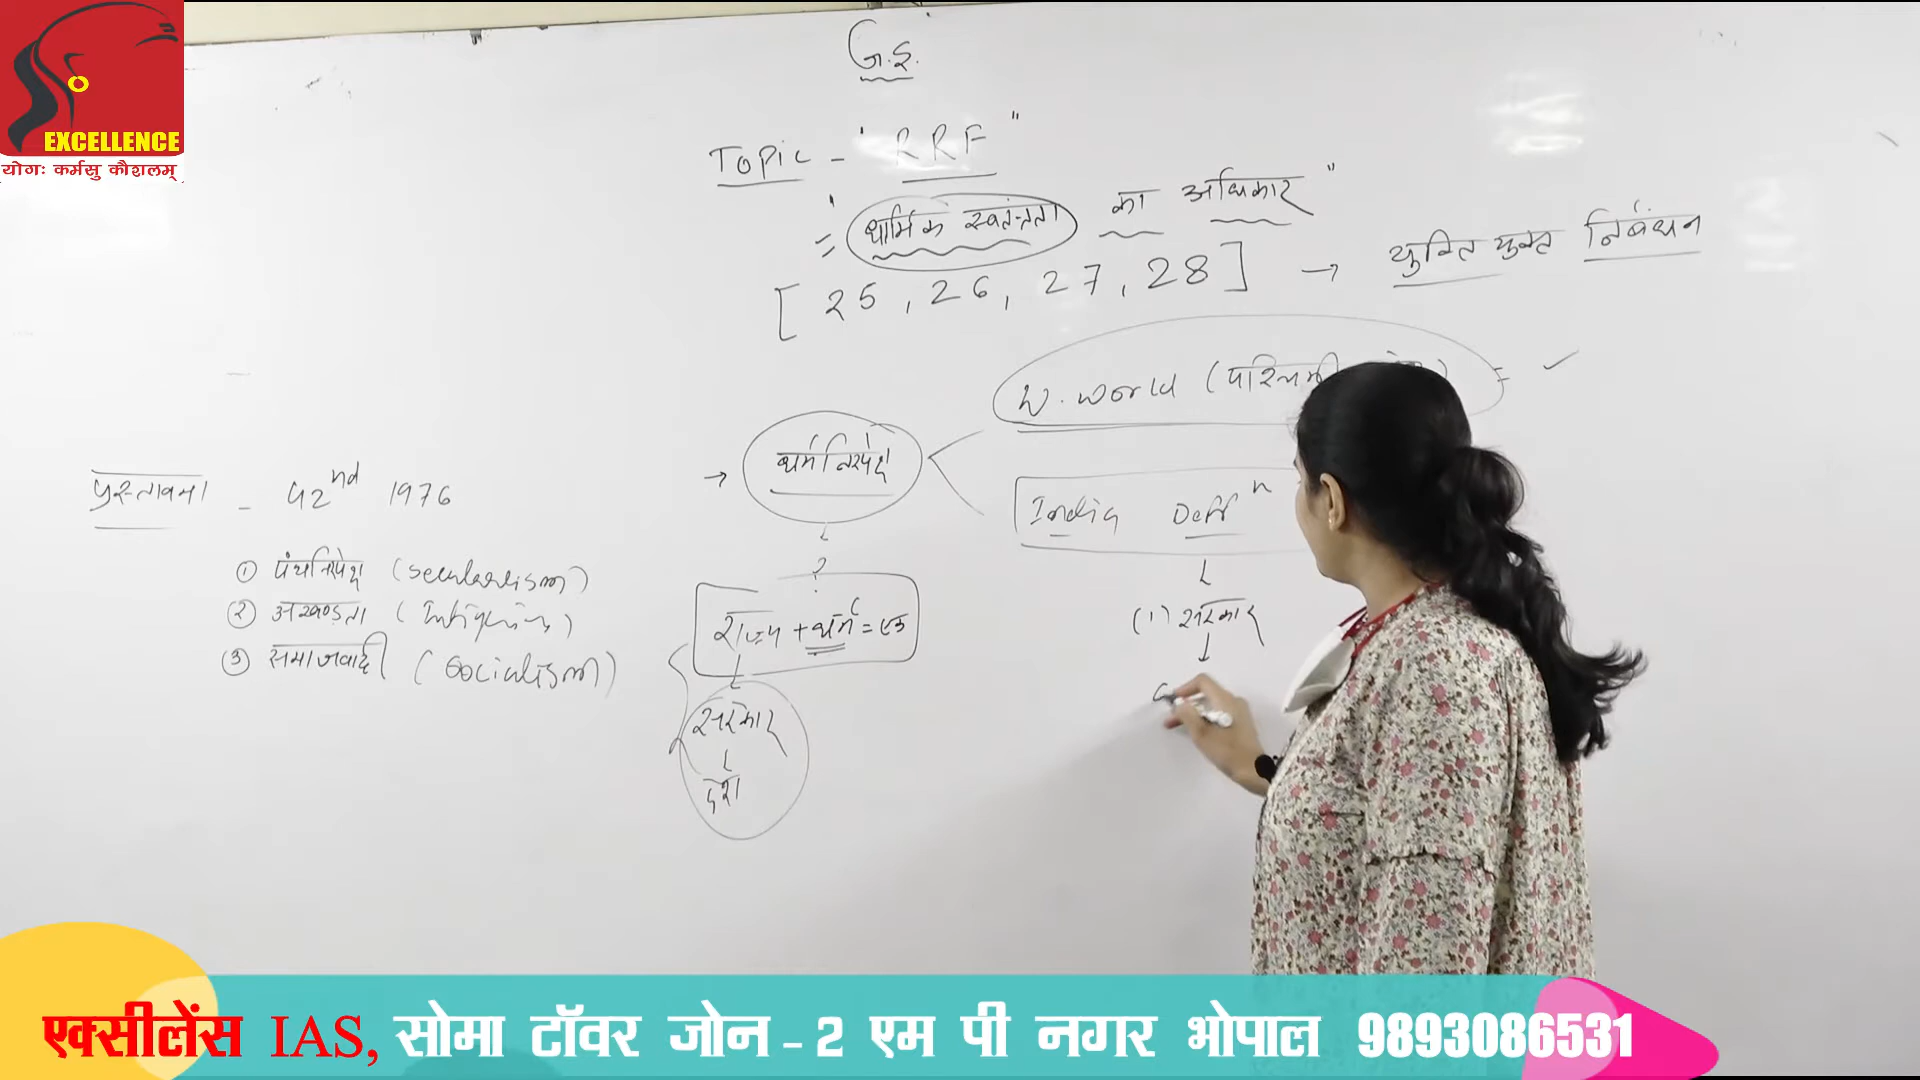 EXCELLENCE
योगः कर्मसु कौशलम्
G.S.
Topic - "RRF"
= "धार्मिक स्वतंत्रता का अधिकार"
[25, 26, 27, 28] → युक्ति युक्त निर्बंधन
W. World (पश्चिमी
→ धर्मनिरपेक्ष
India Defⁿ
प्रस्तावना - 42nd 1976
① पंथनिरपेक्ष (Secularism)
② अखण्डता
③ समाजवादी (Socialism)
?
राज्य + धर्म = एक
सरकार
देश
(1) सरकार
एक्सीलेंस IAS, सोमा टॉवर जोन - 2 एम पी नगर भोपाल 9893086531